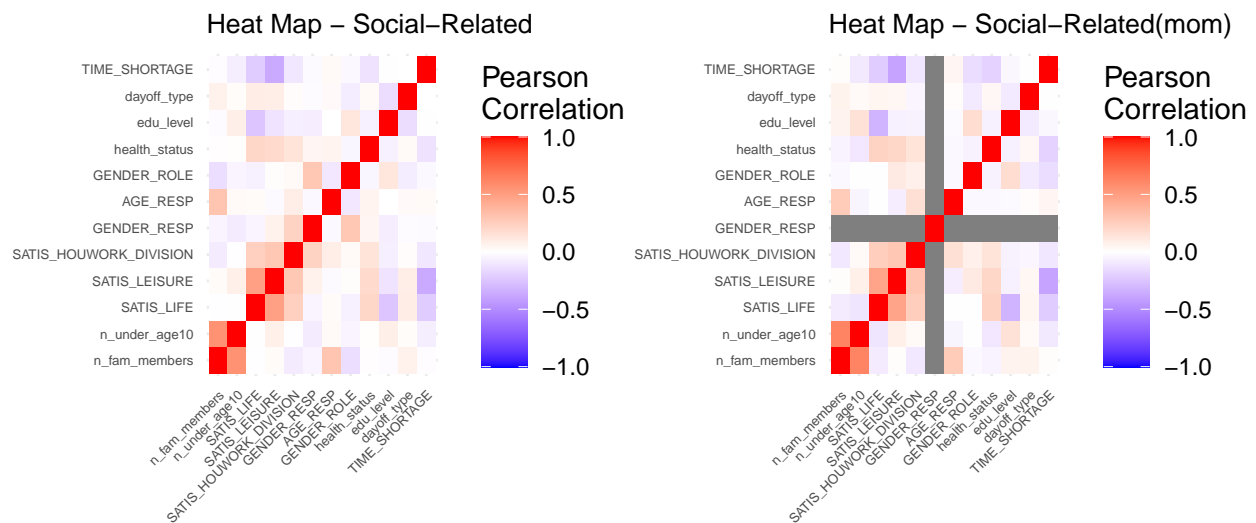 Heat Map − Social−Related
TIME_SHORTAGE
dayoff_type
edu_level
health_status
GENDER_ROLE
AGE_RESP
GENDER_RESP
SATIS_HOUWORK_DIVISION
SATIS_LEISURE
SATIS_LIFE
n_under_age10
n_fam_members
n_fam_members
n_under_age10
SATIS_LIFE
SATIS_LEISURE
SATIS_HOUWORK_DIVISION
GENDER_RESP
AGE_RESP
GENDER_ROLE
health_status
edu_level
dayoff_type
TIME_SHORTAGE
Pearson
Correlation
1.0
0.5
0.0
−0.5
−1.0
Heat Map − Social−Related(mom)
TIME_SHORTAGE
dayoff_type
edu_level
health_status
GENDER_ROLE
AGE_RESP
GENDER_RESP
SATIS_HOUWORK_DIVISION
SATIS_LEISURE
SATIS_LIFE
n_under_age10
n_fam_members
n_fam_members
n_under_age10
SATIS_LIFE
SATIS_LEISURE
SATIS_HOUWORK_DIVISION
GENDER_RESP
AGE_RESP
GENDER_ROLE
health_status
edu_level
dayoff_type
TIME_SHORTAGE
Pearson
Correlation
1.0
0.5
0.0
−0.5
−1.0